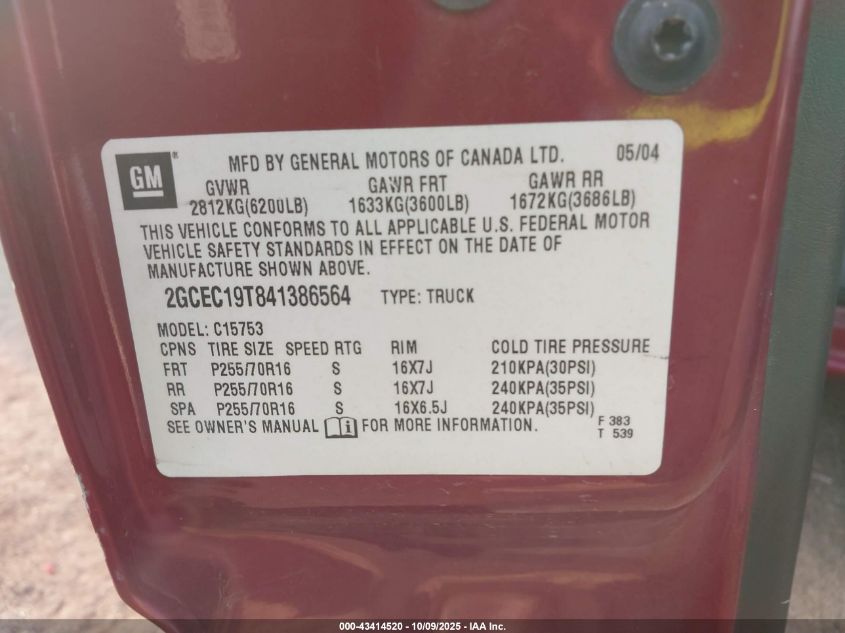 GM ® MFD BY GENERAL MOTORS OF CANADA LTD. 05/04
GVWR GAWR FRT GAWR RR
2812KG(6200LB) 1633KG(3600LB) 1672KG(3686LB)
THIS VEHICLE CONFORMS TO ALL APPLICABLE U.S. FEDERAL MOTOR
VEHICLE SAFETY STANDARDS IN EFFECT ON THE DATE OF
MANUFACTURE SHOWN ABOVE.
2GCEC19T841386564 TYPE: TRUCK
MODEL: C15753
CPNS TIRE SIZE SPEED RTG RIM COLD TIRE PRESSURE
FRT P255/70R16 S 16X7J 210KPA(30PSI)
RR P255/70R16 S 16X7J 240KPA(35PSI)
SPA P255/70R16 S 16X6.5J 240KPA(35PSI)
SEE OWNER'S MANUAL i FOR MORE INFORMATION. F 383
T 539
000-43414520 - 10/09/2025 - IAA Inc.